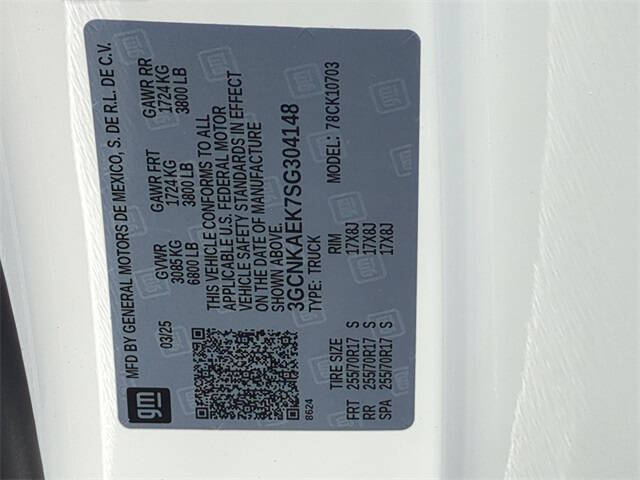 MFD BY GENERAL MOTORS DE MEXICO, S. DE R.L. DE C.V.
03/25 GVWR GAWR FRT GAWR RR
3085 KG 1724 KG 1724 KG
6800 LB 3800 LB 3800 LB
THIS VEHICLE CONFORMS TO ALL
APPLICABLE U.S. FEDERAL MOTOR
VEHICLE SAFETY STANDARDS IN EFFECT
ON THE DATE OF MANUFACTURE
SHOWN ABOVE.
3GCNKAEK7SG304148
TYPE: TRUCK MODEL: 78CK10703
gm
8624
TIRE SIZE RIM
FRT 255/70R17 S 17X8J
RR 255/70R17 S 17X8J
SPA 255/70R17 S 17X8J